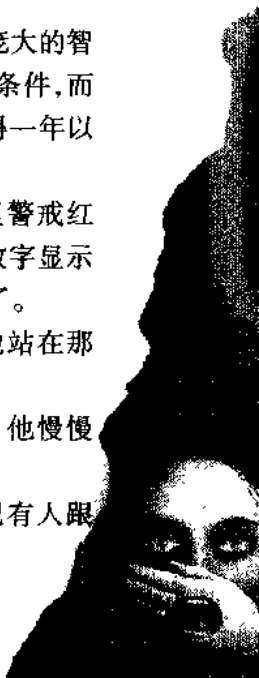 庞大的智
条件,而
一年以
警戒红
数字显示
了。
站在那
他慢慢
有人跟